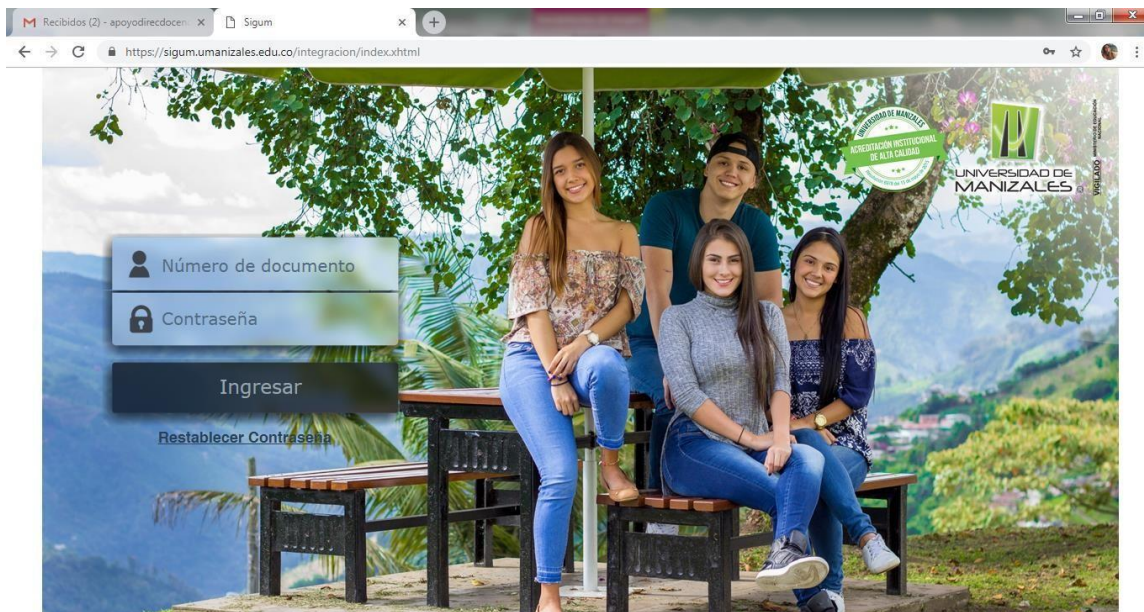 Recibidos (2) - apoyodirecdocen
Sigum
https://sigum.umanizales.edu.co/integracion/index.xhtml
UNIVERSIDAD DE MANIZALES
ACREDITACIÓN INSTITUCIONAL
DE ALTA CALIDAD
UNIVERSIDAD DE
MANIZALES
VIGILADO
Número de documento
Contraseña
Ingresar
Restablecer Contraseña